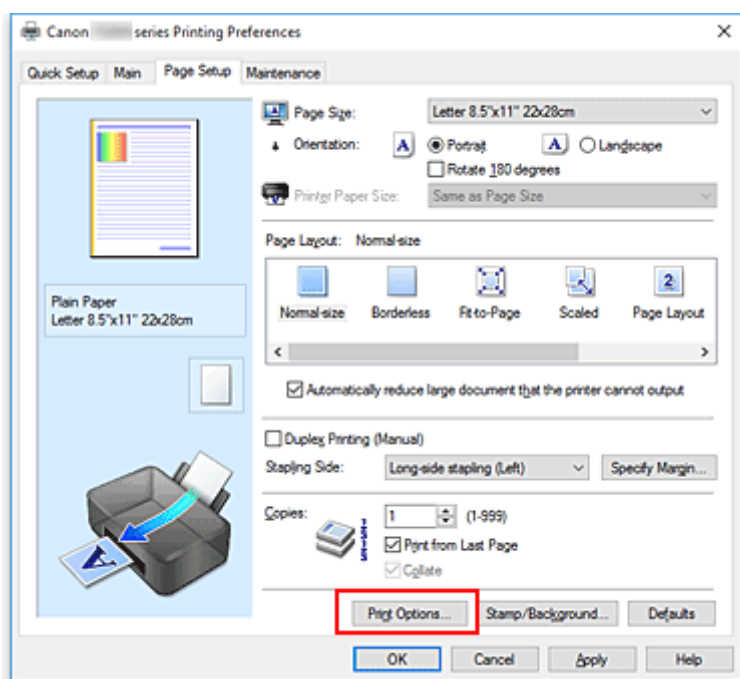 Canon series Printing Preferences
Quick Setup Main Page Setup Maintenance
Page Size: Letter 8.5"x11" 22x28cm
Orientation: A Portrait A Landscape
Rotate 180 degrees
Printer Paper Size: Same as Page Size
Page Layout: Normal-size
2
Normal-size Borderless Fit-to-Page Scaled Page Layout
Plain Paper
Letter 8.5"x11" 22x28cm
Automatically reduce large document that the printer cannot output
Duplex Printing (Manual)
Stapling Side: Long-side stapling (Left) Specify Margin...
Copies: 1 (1-999)
Print from Last Page
Collate
A
Print Options... Stamp/Background... Defaults
OK Cancel Apply Help